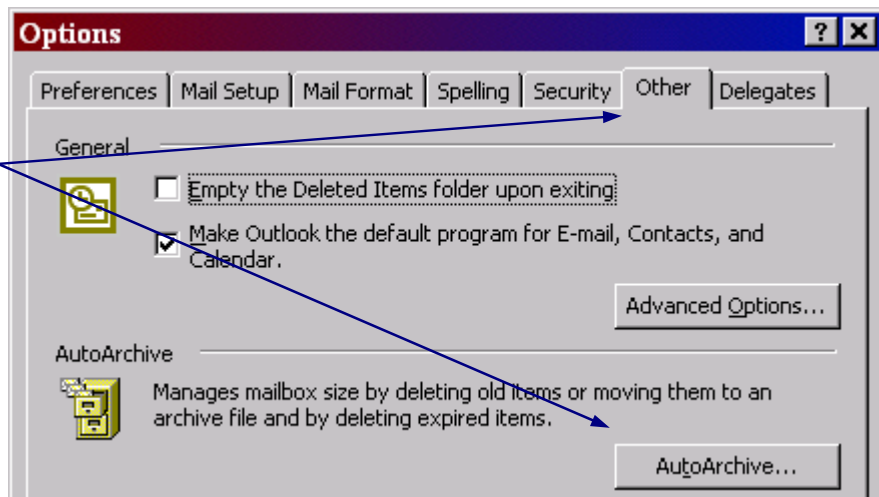 Options
Preferences Mail Setup Mail Format Spelling Security Other Delegates
General
Empty the Deleted Items folder upon exiting
Make Outlook the default program for E-mail, Contacts, and
Calendar.
Advanced Options...
AutoArchive
Manages mailbox size by deleting old items or moving them to an
archive file and by deleting expired items.
AutoArchive...